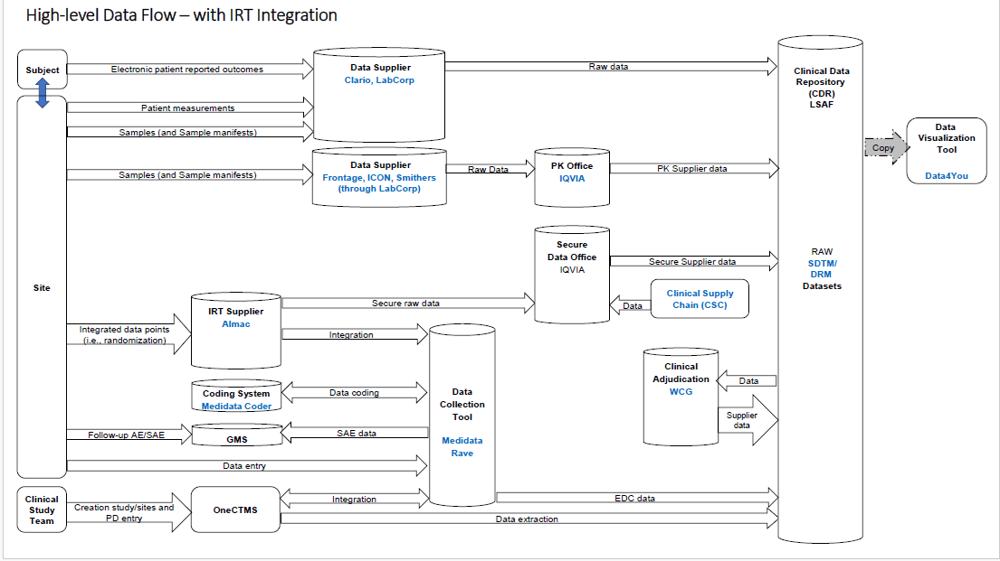 High-level Data Flow – with IRT Integration
Subject
Electronic patient reported outcomes
Data Supplier
Clario, LabCorp
Raw data
Clinical Data
Repository
(CDR)
LSAF
Patient measurements
Samples (and Sample manifests)
Copy
Data
Visualization
Tool
Data4You
Samples (and Sample manifests)
Data Supplier
Frontage, ICON, Smithers
(through LabCorp)
Raw Data
PK Office
IQVIA
PK Supplier data
Secure
Data Office
IQVIA
Secure Supplier data
RAW
SDTM/
DRM
Datasets
Site
Clinical Supply
Chain (CSC)
Data
IRT Supplier
Almac
Secure raw data
Integrated data points
(i.e., randomization)
Integration
Clinical
Adjudication
WCG
Data
Supplier
data
Coding System
Medidata Coder
Data coding
Data
Collection
Tool
Medidata
Rave
Follow-up AE/SAE
GMS
SAE data
Data entry
Clinical
Study
Team
Creation study/sites and
PD entry
OneCTMS
Integration
EDC data
Data extraction